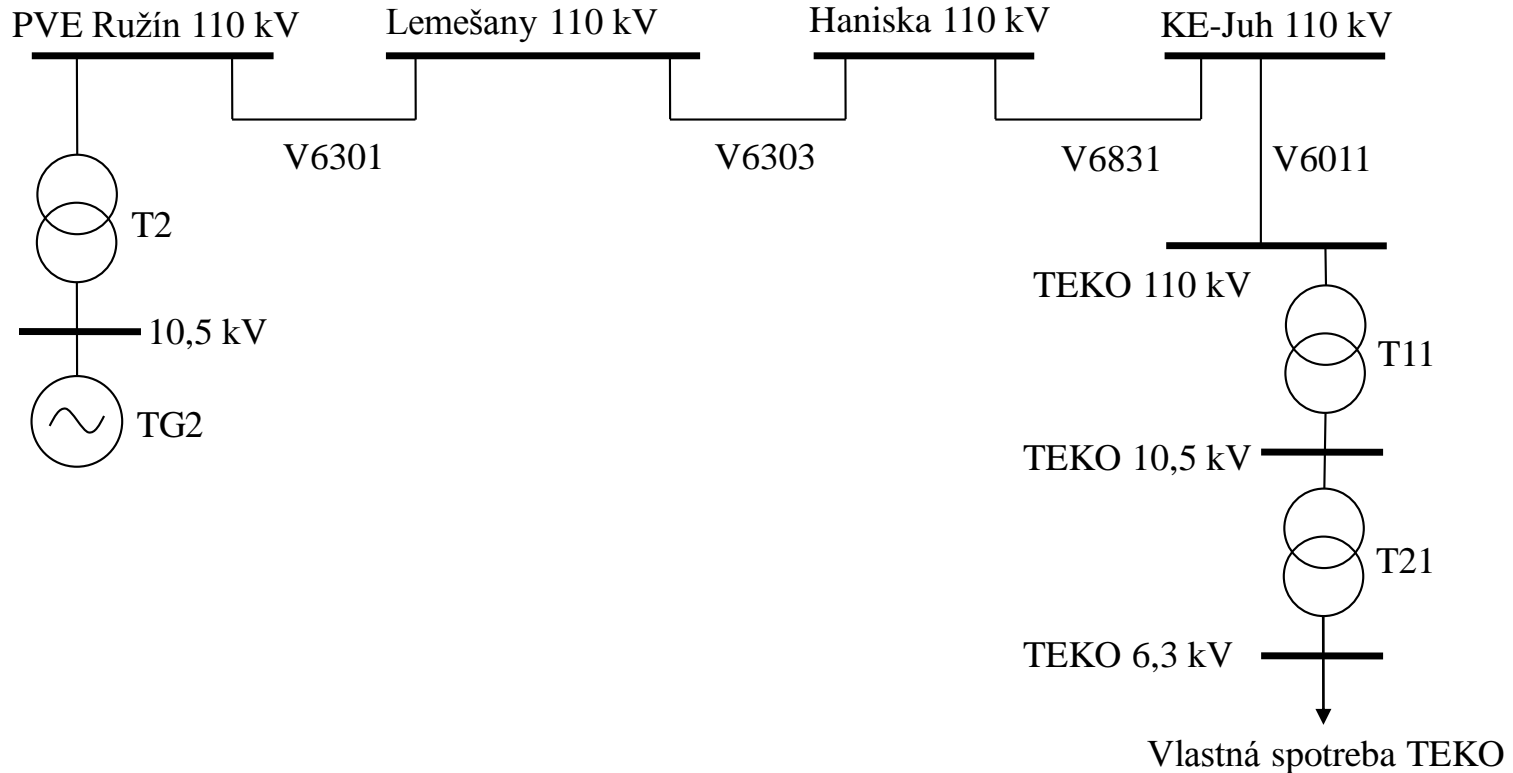 PVE Ružín 110 kV
Lemešany 110 kV
Haniska 110 kV
KE-Juh 110 kV
V6301
V6303
V6831
V6011
T2
TEKO 110 kV
10,5 kV
T11
TG2
TEKO 10,5 kV
T21
TEKO 6,3 kV
Vlastná spotreba TEKO